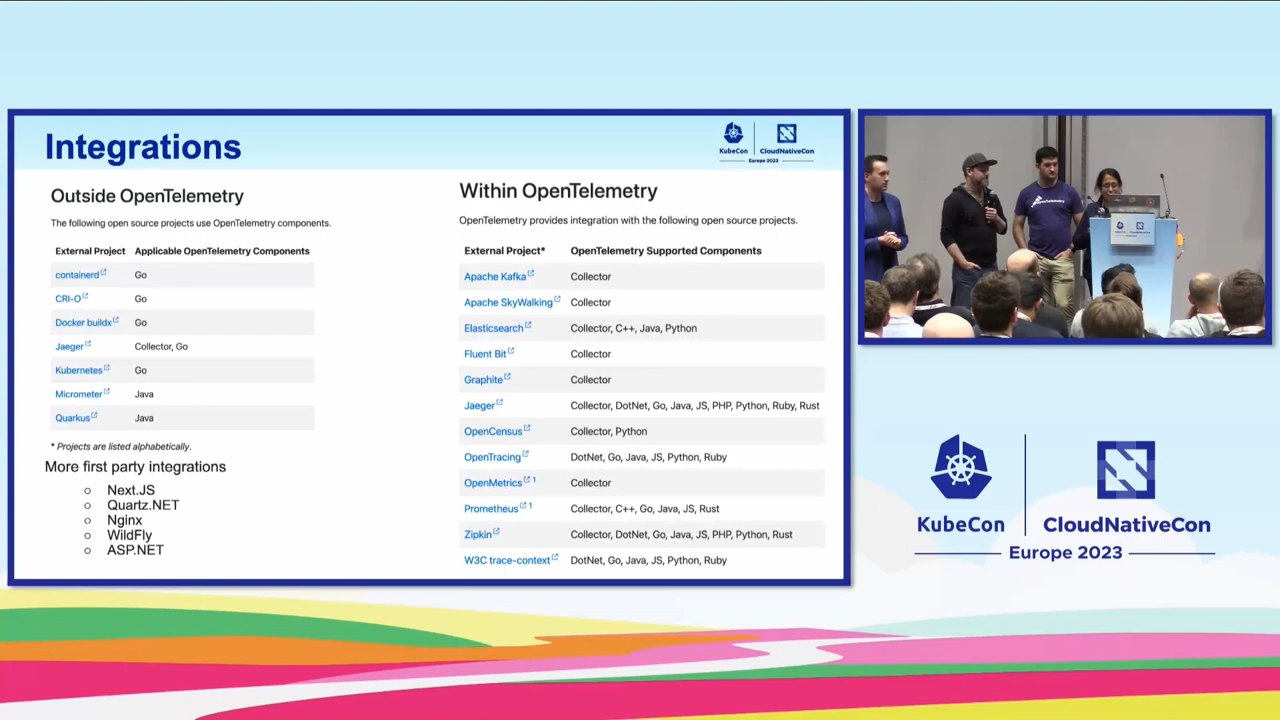 Integrations
KubeCon
CloudNativeCon
Europe 2023
Outside OpenTelemetry
The following open source projects use OpenTelemetry components.
External Project Applicable OpenTelemetry Components
containerd Go
CRI-O Go
Docker buildx Go
Jaeger Collector, Go
Kubernetes Go
Micrometer Java
Quarkus Java
* Projects are listed alphabetically.
More first party integrations
○ Next.JS
○ Quartz.NET
○ Nginx
○ WildFly
○ ASP.NET
Within OpenTelemetry
OpenTelemetry provides integration with the following open source projects.
External Project* OpenTelemetry Supported Components
Apache Kafka Collector
Apache SkyWalking Collector
Elasticsearch Collector, C++, Java, Python
Fluent Bit Collector
Graphite Collector
Jaeger Collector, DotNet, Go, Java, JS, PHP, Python, Ruby, Rust
OpenCensus Collector, Python
OpenTracing DotNet, Go, Java, JS, Python, Ruby
OpenMetrics 1 Collector
Prometheus 1 Collector, C++, Go, Java, JS, Rust
Zipkin Collector, DotNet, Go, Java, JS, PHP, Python, Rust
W3C trace-context DotNet, Go, Java, JS, Python, Ruby
OpenTelemetry
KubeCon
CloudNativeCon
Europe 2023